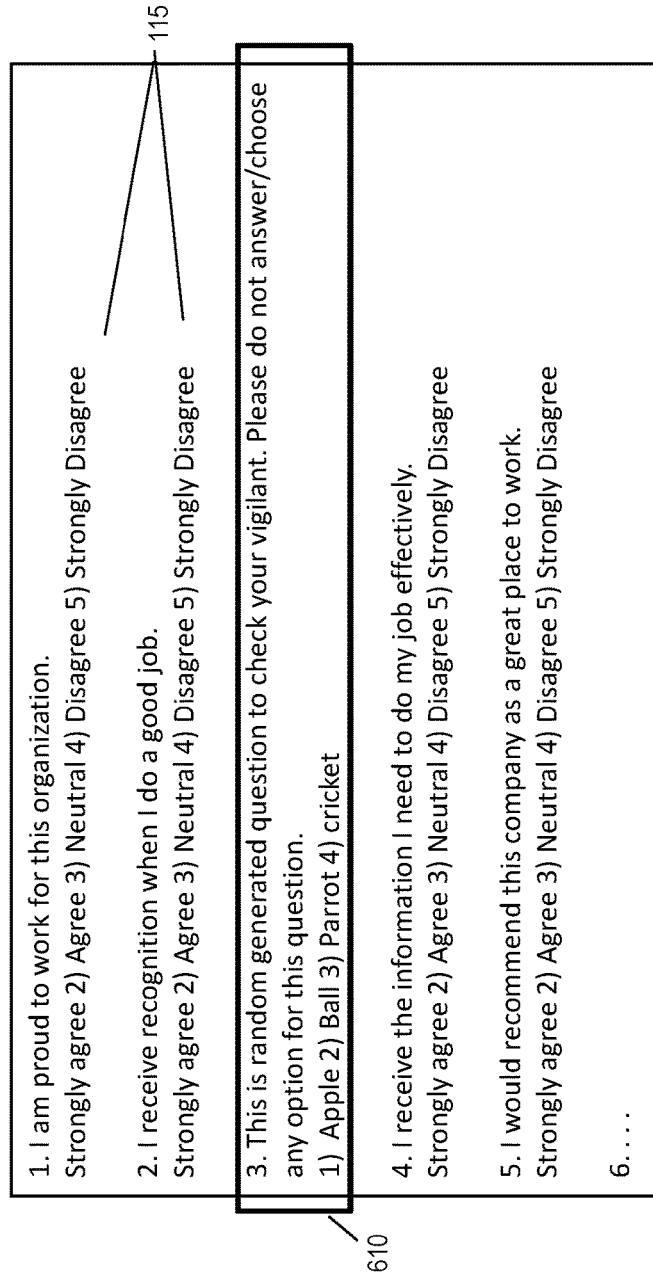 1. I am proud to work for this organization.
Strongly agree 2) Agree 3) Neutral 4) Disagree 5) Strongly Disagree
115
2. I receive recognition when I do a good job.
Strongly agree 2) Agree 3) Neutral 4) Disagree 5) Strongly Disagree
3. This is random generated question to check your vigilant. Please do not answer/choose
any option for this question.
1) Apple 2) Ball 3) Parrot 4) cricket
610
4. I receive the information I need to do my job effectively.
Strongly agree 2) Agree 3) Neutral 4) Disagree 5) Strongly Disagree
5. I would recommend this company as a great place to work.
Strongly agree 2) Agree 3) Neutral 4) Disagree 5) Strongly Disagree
6. . . .